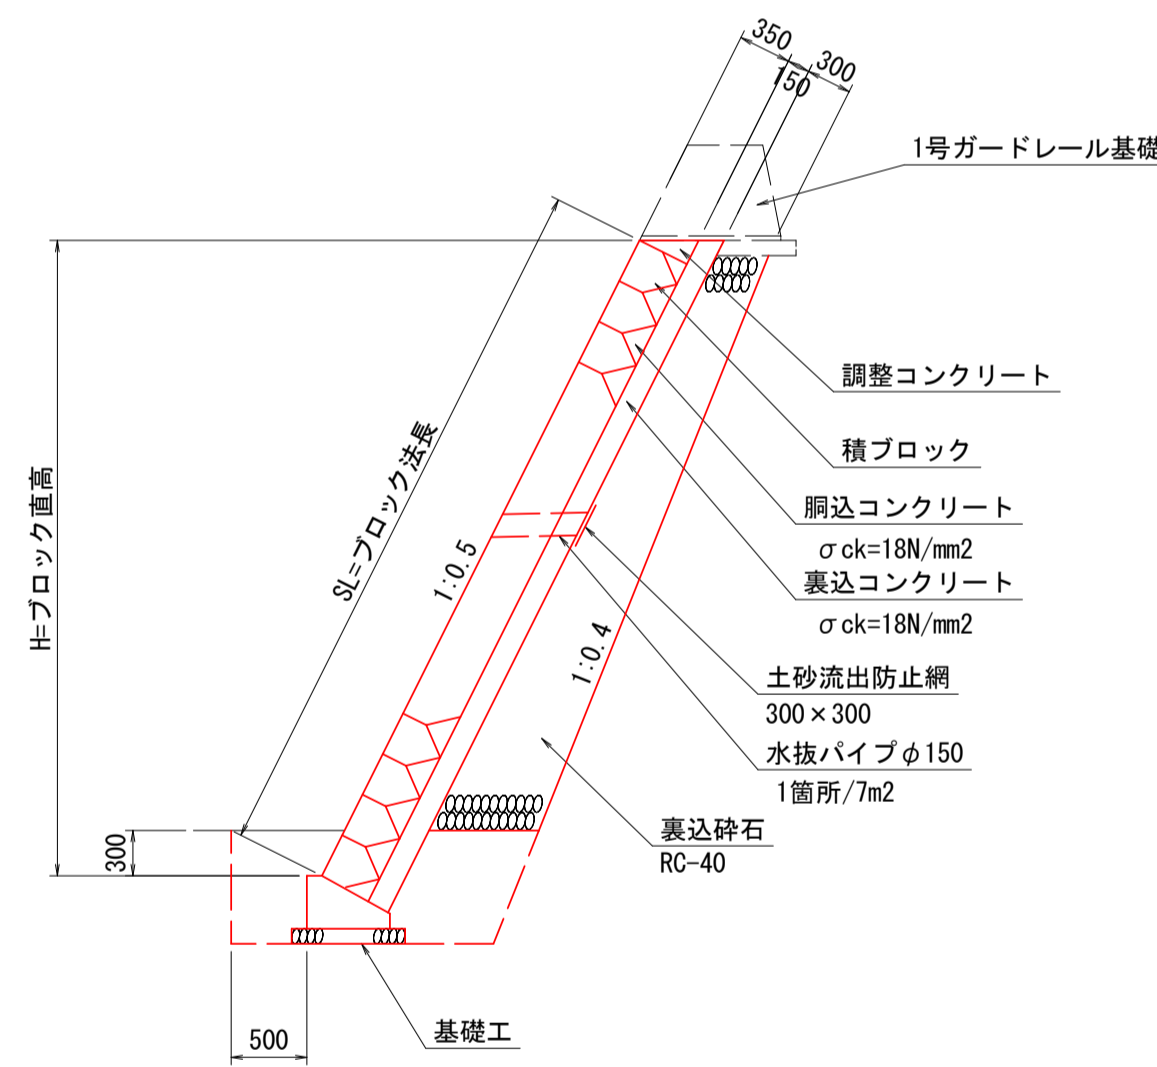 350
150
300
1号ガードレール基礎
調整コンクリート
積ブロック
胴込コンクリート
σck=18N/mm2
裏込コンクリート
σck=18N/mm2
土砂流出防止網
300×300
水抜パイプφ150
1箇所/7m2
裏込砕石
RC-40
H=ブロック直高
SL=ブロック法長
1:0.5
1:0.4
300
500
基礎工